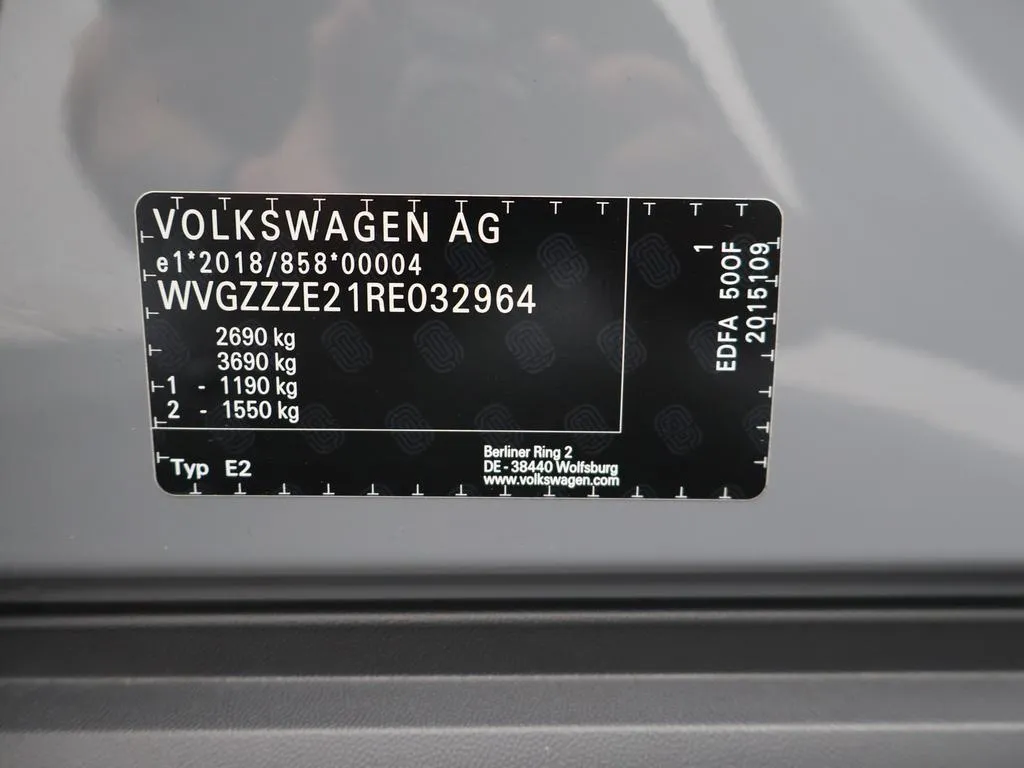 VOLKSWAGEN AG
e1*2018/858*00004
WVGZZZE21RE032964
2690 kg
3690 kg
1 - 1190 kg
2 - 1550 kg
Typ E2
Berliner Ring 2
DE - 38440 Wolfsburg
www.volkswagen.com
1
EDFA 500F
2015109